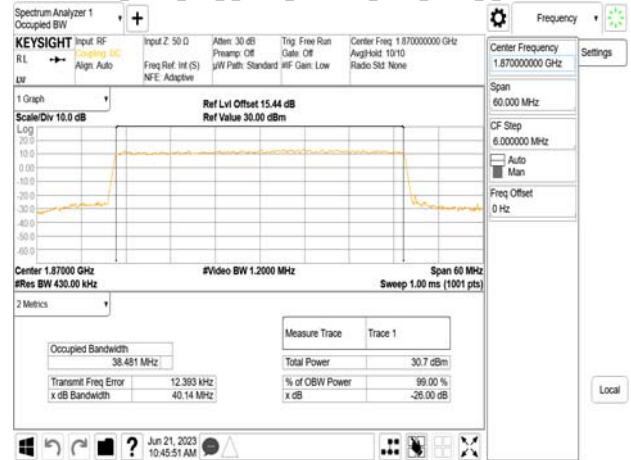 Spectrum Analyzer 1
Occupied BW
Frequency
KEYSIGHT
Input: RF
Coupling: DC
Align: Auto
RL
LXI
Input Z: 50 Ω
Freq Ref: Int (S)
NFE: Adaptive
Atten: 30 dB
Preamp: Off
µW Path: Standard
Trig: Free Run
Gate: Off
#IF Gain: Low
Center Freq: 1.870000000 GHz
Avg|Hold: 10/10
Radio Std: None
Center Frequency
1.870000000 GHz
Settings
Span
60.000 MHz
CF Step
6.000000 MHz
Auto
Man
Freq Offset
0 Hz
Local
1 Graph
Scale/Div 10.0 dB
Ref Lvl Offset 15.44 dB
Ref Value 30.00 dBm
Log
20.0
10.0
0.00
-10.0
-20.0
-30.0
-40.0
-50.0
-60.0
Center 1.87000 GHz
#Video BW 1.2000 MHz
Span 60 MHz
#Res BW 430.00 kHz
Sweep 1.00 ms (1001 pts)
2 Metrics
Measure Trace Trace 1
Occupied Bandwidth
38.481 MHz
Total Power 30.7 dBm
Transmit Freq Error 12.393 kHz
% of OBW Power 99.00 %
x dB Bandwidth 40.14 MHz
x dB -26.00 dB
?
Jun 21, 2023
10:45:51 AM